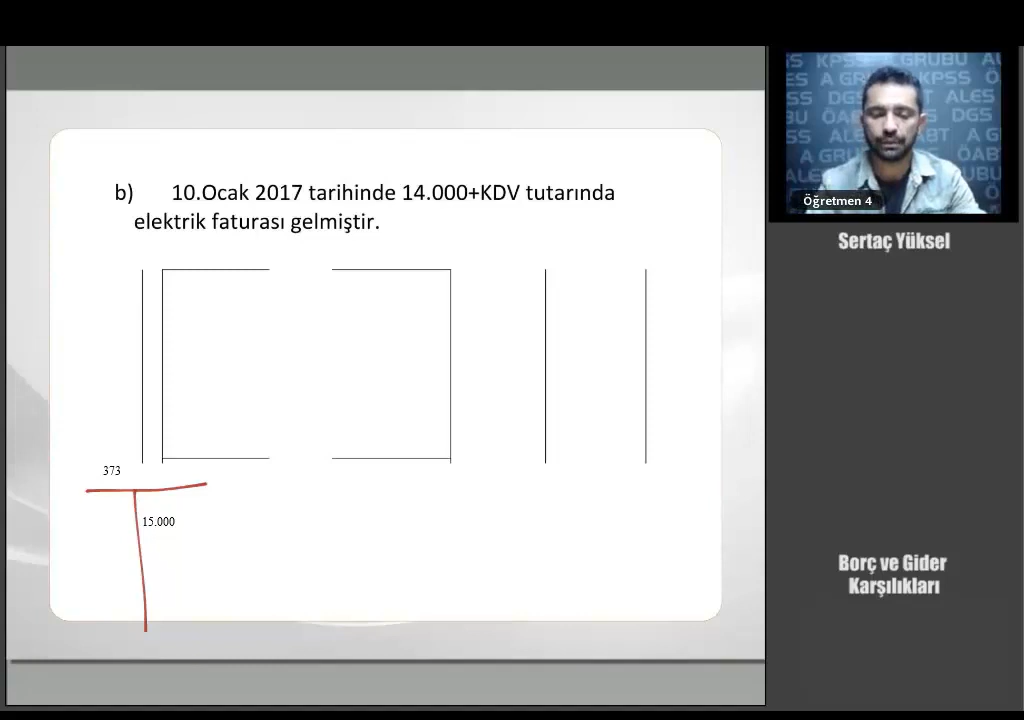 b) 10.Ocak 2017 tarihinde 14.000+KDV tutarında
elektrik faturası gelmiştir.
373
15.000
Öğretmen 4
Sertaç Yüksel
Borç ve Gider
Karşılıkları